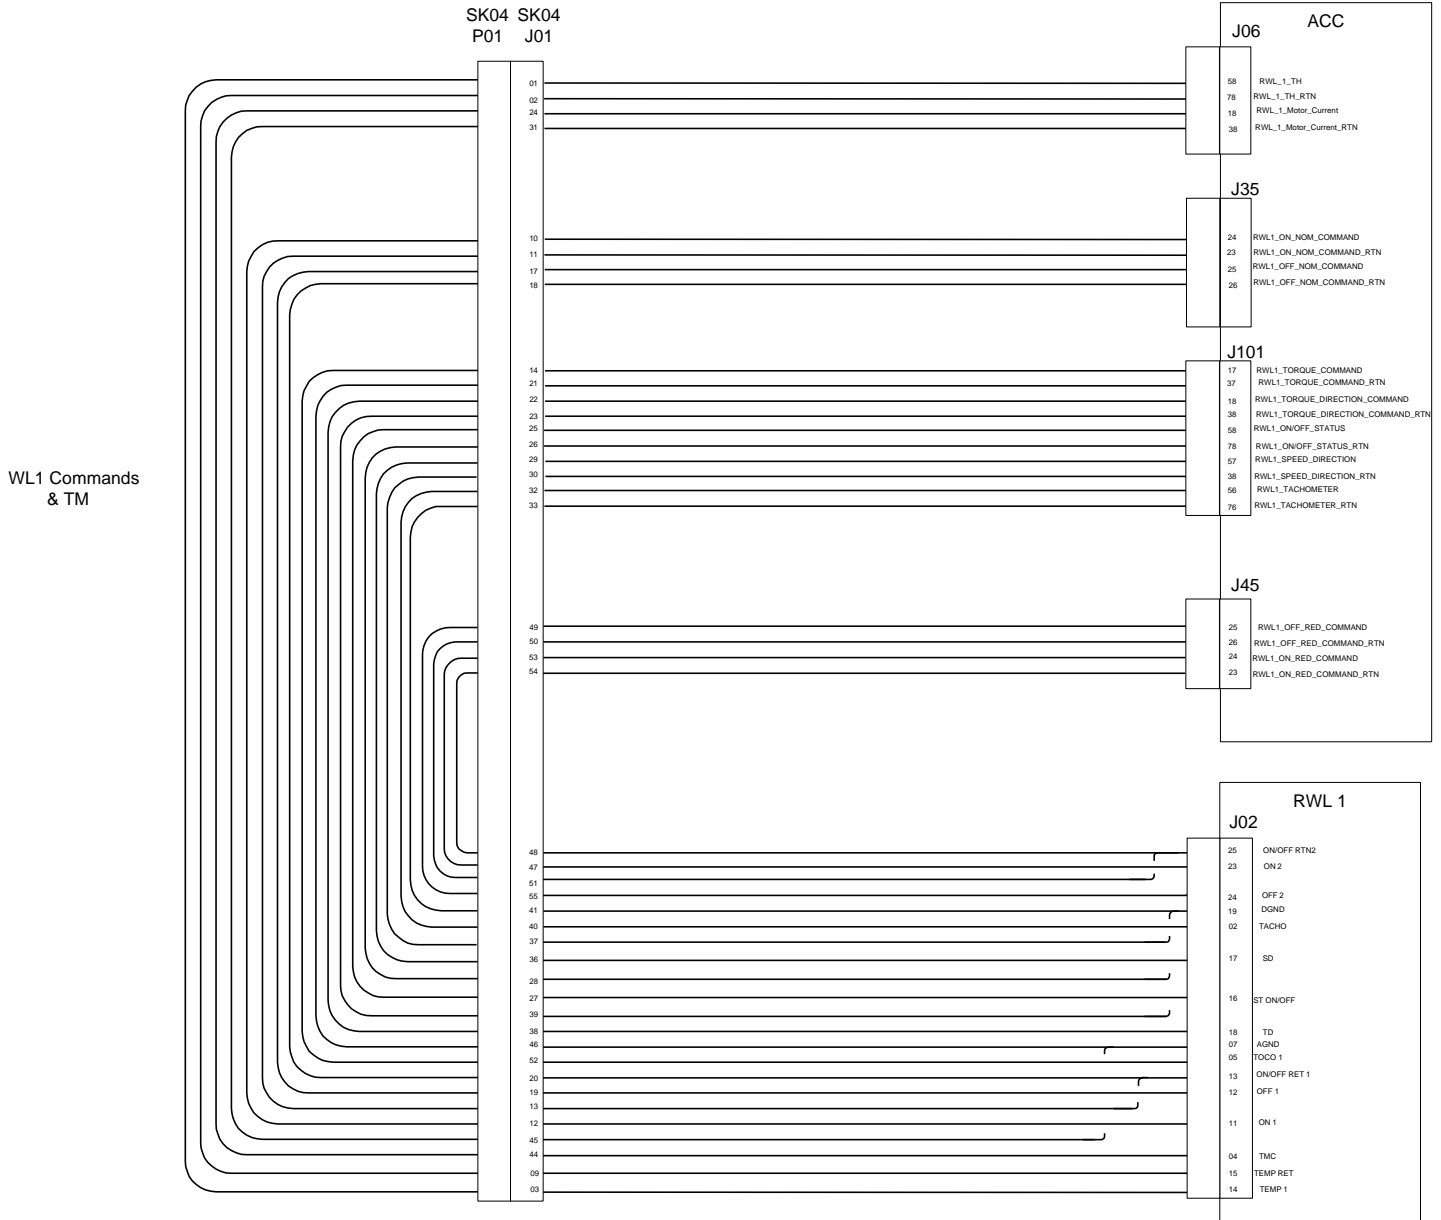 SK04 SK04
P01 J01
ACC
J06
01 58 RWL_1_TH
02 78 RWL_1_TH_RTN
24 18 RWL_1_Motor_Current
31 38 RWL_1_Motor_Current_RTN
J35
10 24 RWL1_ON_NOM_COMMAND
11 23 RWL1_ON_NOM_COMMAND_RTN
17 25 RWL1_OFF_NOM_COMMAND
18 26 RWL1_OFF_NOM_COMMAND_RTN
J101
14 17 RWL1_TORQUE_COMMAND
21 37 RWL1_TORQUE_COMMAND_RTN
22 18 RWL1_TORQUE_DIRECTION_COMMAND
23 38 RWL1_TORQUE_DIRECTION_COMMAND_RTN
25 58 RWL1_ON/OFF_STATUS
26 78 RWL1_ON/OFF_STATUS_RTN
29 57 RWL1_SPEED_DIRECTION
30 38 RWL1_SPEED_DIRECTION_RTN
32 56 RWL1_TACHOMETER
33 76 RWL1_TACHOMETER_RTN
WL1 Commands
& TM
J45
49 25 RWL1_OFF_RED_COMMAND
50 26 RWL1_OFF_RED_COMMAND_RTN
53 24 RWL1_ON_RED_COMMAND
54 23 RWL1_ON_RED_COMMAND_RTN
RWL 1
J02
48 25 ON/OFF RTN2
47 23 ON 2
51
55 24 OFF 2
41 19 DGND
40 02 TACHO
37
36 17 SD
28
27 16 ST ON/OFF
39
38 18 TD
46 07 AGND
52 05 TOCO 1
20 13 ON/OFF RET 1
19 12 OFF 1
13
12 11 ON 1
45
44 04 TMC
09 15 TEMP RET
03 14 TEMP 1